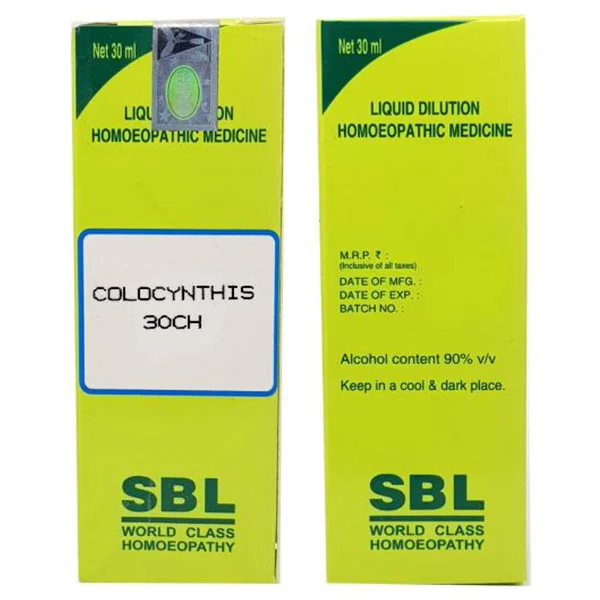 Net 30 ml
HOMOEOPATHIC MEDICINE
COLOCYNTHIS
30CH
SBL
WORLD CLASS
HOMOEOPATHY
Net 30 ml
LIQUID DILUTION
HOMOEOPATHIC MEDICINE
M.R.P. ₹ :
(Inclusive of all taxes)
DATE OF MFG. :
DATE OF EXP. :
BATCH NO. :
Alcohol content 90% v/v
Keep in a cool & dark place.
SBL
WORLD CLASS
HOMOEOPATHY